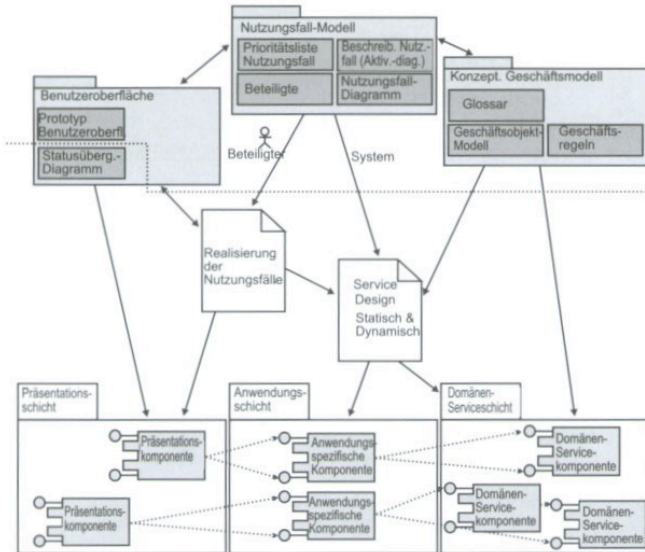 Nutzungsfall-Modell
Prioritätsliste
Nutzungsfall
Beschreib. Nutz.-
fall (Aktiv.-diag.)
Beteiligte
Nutzungsfall-
Diagramm
Benutzeroberfläche
Prototyp
Benutzeroberfl.
Statusüberg.-
Diagramm
Konzept. Geschäftsmodell
Glossar
Geschäftsobjekt-
Modell
Geschäfts-
regeln
Beteiligter
System
Realisierung
der
Nutzungsfälle
Service
Design
Statisch &
Dynamisch
Präsentations-
schicht
Anwendungs-
schicht
Domänen-
Serviceschicht
Präsentations-
komponente
Anwendungs-
spezifische
Komponente
Domänen-
Service-
komponente
Präsentations-
komponente
Anwendungs-
spezifische
Komponente
Domänen-
Service-
komponente
Domänen-
Service-
komponente